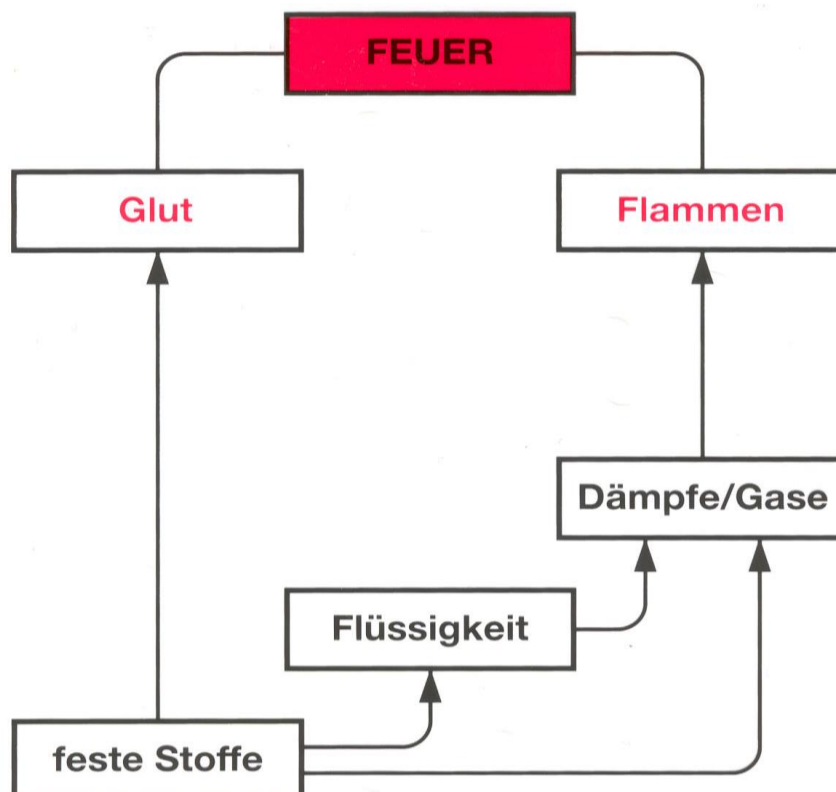 FEUER
Glut
Flammen
Dämpfe/Gase
Flüssigkeit
feste Stoffe